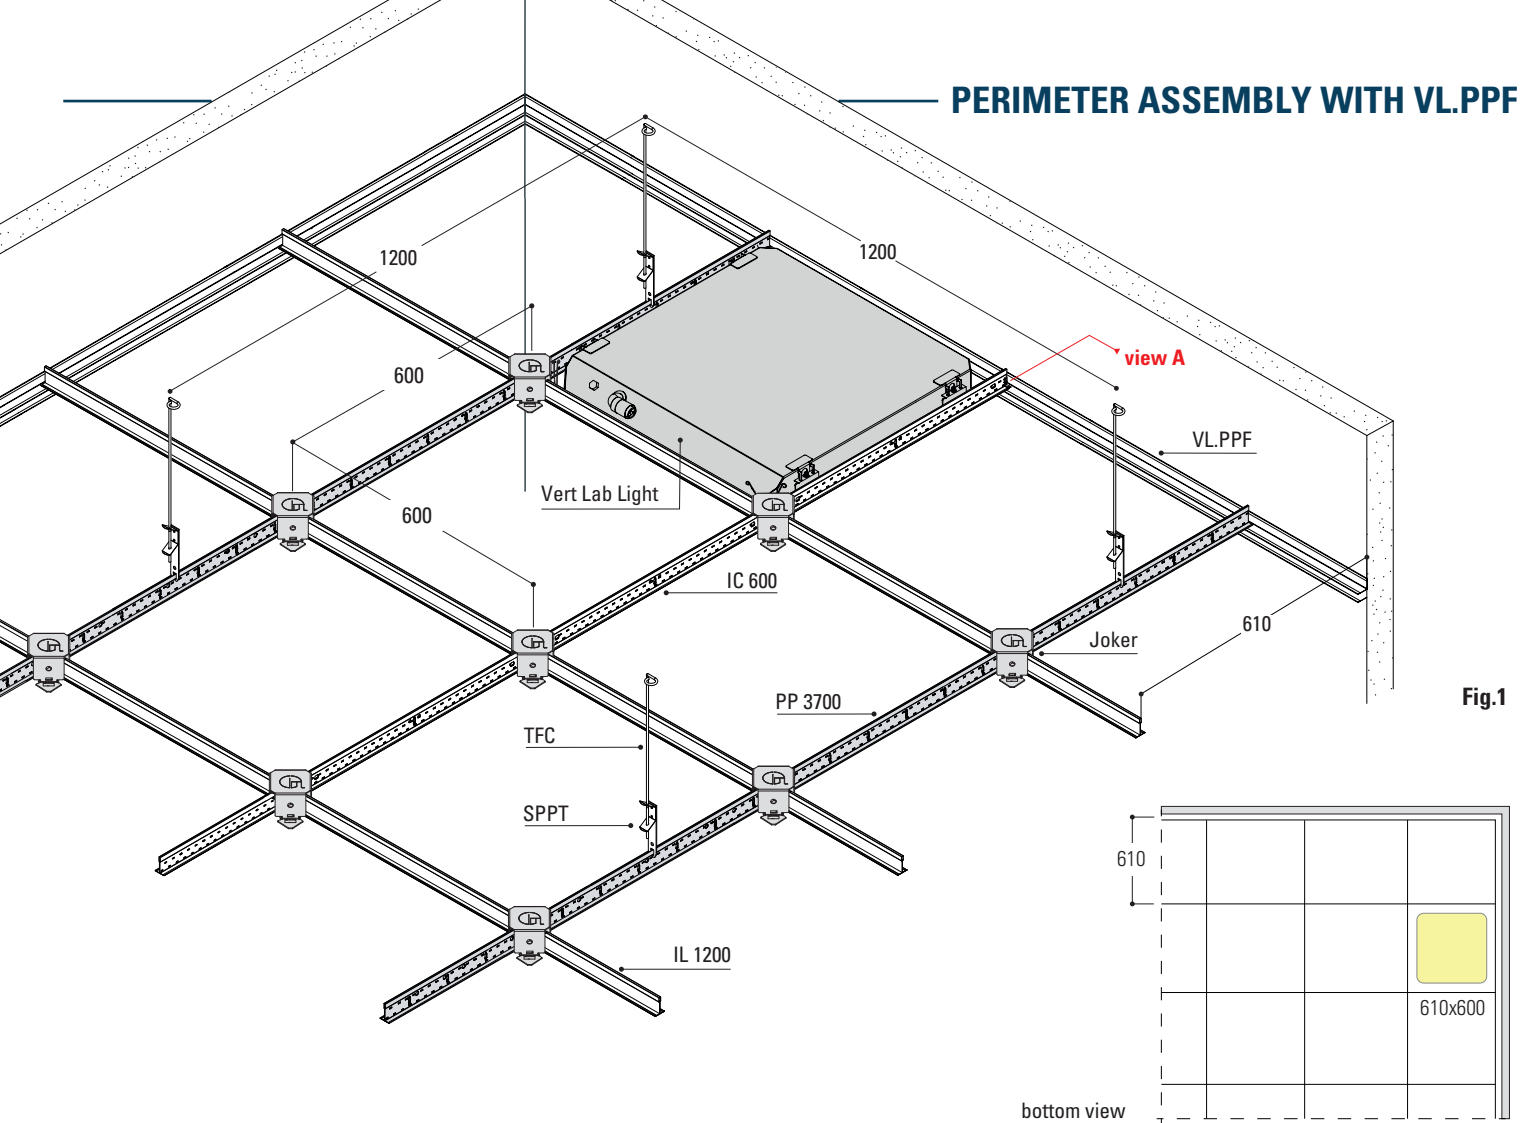 PERIMETER ASSEMBLY WITH VL.PPF
1200
1200
view A
600
VL.PPF
Vert Lab Light
600
IC 600
610
Joker
PP 3700
Fig.1
TFC
SPPT
610
IL 1200
610x600
bottom view